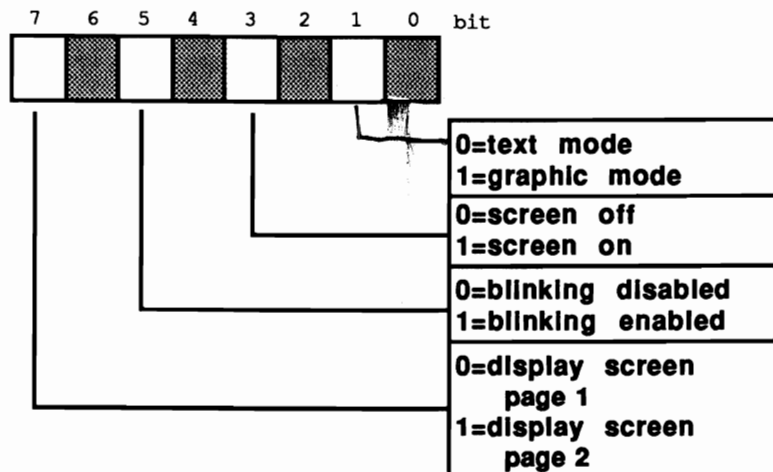 7 6 5 4 3 2 1 0 bit
0=text mode
1=graphic mode
0=screen off
1=screen on
0=blinking disabled
1=blinking enabled
0=display screen
page 1
1=display screen
page 2